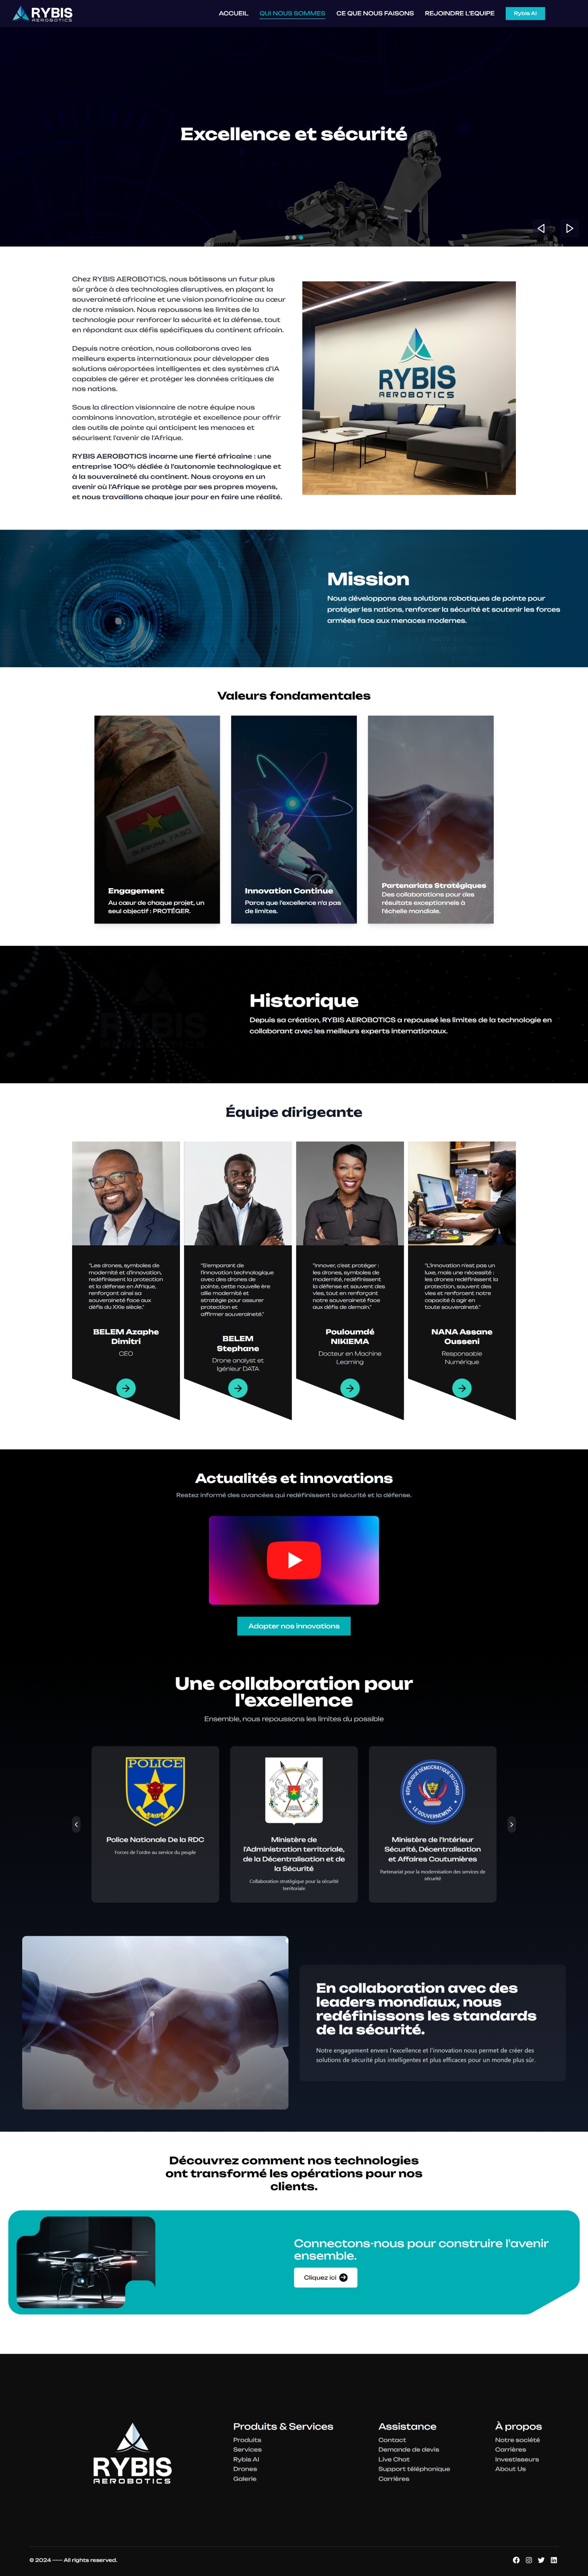 RYBIS
AEROBOTICS
ACCUEIL
QUI NOUS SOMMES
CE QUE NOUS FAISONS
REJOINDRE L'EQUIPE
Rybis AI
Excellence et sécurité
Chez RYBIS AEROBOTICS, nous bâtissons un futur plus
sûr grâce à des technologies disruptives, en plaçant la
souveraineté africaine et une vision panafricaine au cœur
de notre mission. Nous repoussons les limites de la
technologie pour renforcer la sécurité et la défense, tout
en répondant aux défis spécifiques du continent africain.
Depuis notre création, nous collaborons avec les
meilleurs experts internationaux pour développer des
solutions aéroportées intelligentes et des systèmes d'IA
capables de gérer et protéger les données critiques de
nos nations.
Sous la direction visionnaire de notre équipe nous
combinons innovation, stratégie et excellence pour offrir
des outils de pointe qui anticipent les menaces et
sécurisent l'avenir de l'Afrique.
RYBIS AEROBOTICS incarne une fierté africaine : une
entreprise 100% dédiée à l'autonomie technologique et
à la souveraineté du continent. Nous croyons en un
avenir où l'Afrique se protège par ses propres moyens,
et nous travaillons chaque jour pour en faire une réalité.
RYBIS
AEROBOTICS
Mission
Nous développons des solutions robotiques de pointe pour
protéger les nations, renforcer la sécurité et soutenir les forces
armées face aux menaces modernes.
Valeurs fondamentales
BURKINA FASO
Engagement
Au cœur de chaque projet, un
seul objectif : PROTÉGER.
Innovation Continue
Parce que l'excellence n'a pas
de limites.
Partenariats Stratégiques
Des collaborations pour des
résultats exceptionnels à
l'échelle mondiale.
RYBIS
AEROBOTICS
Historique
Depuis sa création, RYBIS AEROBOTICS a repoussé les limites de la technologie en
collaborant avec les meilleurs experts internationaux.
Équipe dirigeante
"Les drones, symboles de
modernité et d'innovation,
redéfinissent la protection
et la défense en Afrique,
renforçant ainsi sa
souveraineté face aux
défis du XXIe siècle."
BELEM Azaphe
Dimitri
CEO
"S'emparant de
l'innovation technologique
avec des drones de
pointe, cette nouvelle ère
allie modernité et
stratégie pour assurer
protection et
affirmer souveraineté."
BELEM
Stephane
Drone analyst et
Igénieur DATA
"Innover, c'est protéger :
les drones, symboles de
modernité, redéfinissent
la défense et sauvent des
vies, tout en renforçant
notre souveraineté face
aux défis de demain."
Pouloumdé
NIKIEMA
Docteur en Machine
Learning
"L'innovation n'est pas un
luxe, mais une nécessité :
les drones redéfinissent la
protection, sauvent des
vies et renforcent notre
capacité à agir en
toute souveraineté."
NANA Assane
Ousseni
Responsable
Numérique
Actualités et innovations
Restez informé des avancées qui redéfinissent la sécurité et la défense.
Adopter nos innovations
Une collaboration pour
l'excellence
Ensemble, nous repoussons les limites du possible
POLICE
Police Nationale De la RDC
Forces de l'ordre au service du peuple
Ministère de
l'Administration territoriale,
de la Décentralisation et de
la Sécurité
Collaboration stratégique pour la sécurité
territoriale
RÉPUBLIQUE DÉMOCRATIQUE DU CONGO
LE GOUVERNEMENT
Ministère de l'Intérieur
Sécurité, Décentralisation
et Affaires Coutumières
Partenariat pour la modernisation des services de
sécurité
En collaboration avec des
leaders mondiaux, nous
redéfinissons les standards
de la sécurité.
Notre engagement envers l'excellence et l'innovation nous permet de créer des
solutions de sécurité plus intelligentes et plus efficaces pour un monde plus sûr.
Découvrez comment nos technologies
ont transformé les opérations pour nos
clients.
Connectons-nous pour construire l'avenir
ensemble.
Cliquez ici
RYBIS
AEROBOTICS
Produits & Services
Produits
Services
Rybis AI
Drones
Galerie
Assistance
Contact
Demande de devis
Live Chat
Support téléphonique
Carrières
À propos
Notre société
Carrières
Investisseurs
About Us
© 2024 —— All rights reserved.